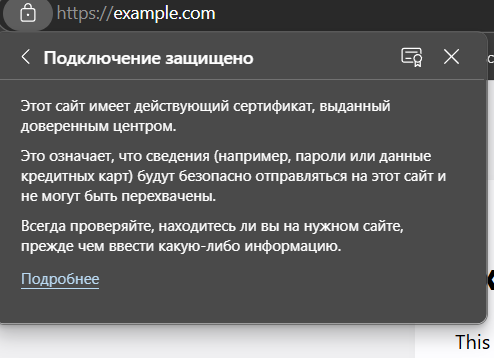 https://example.com
Подключение защищено
Этот сайт имеет действующий сертификат, выданный
доверенным центром.
Это означает, что сведения (например, пароли или данные
кредитных карт) будут безопасно отправляться на этот сайт и
не могут быть перехвачены.
Всегда проверяйте, находитесь ли вы на нужном сайте,
прежде чем ввести какую-либо информацию.
Подробнее
This